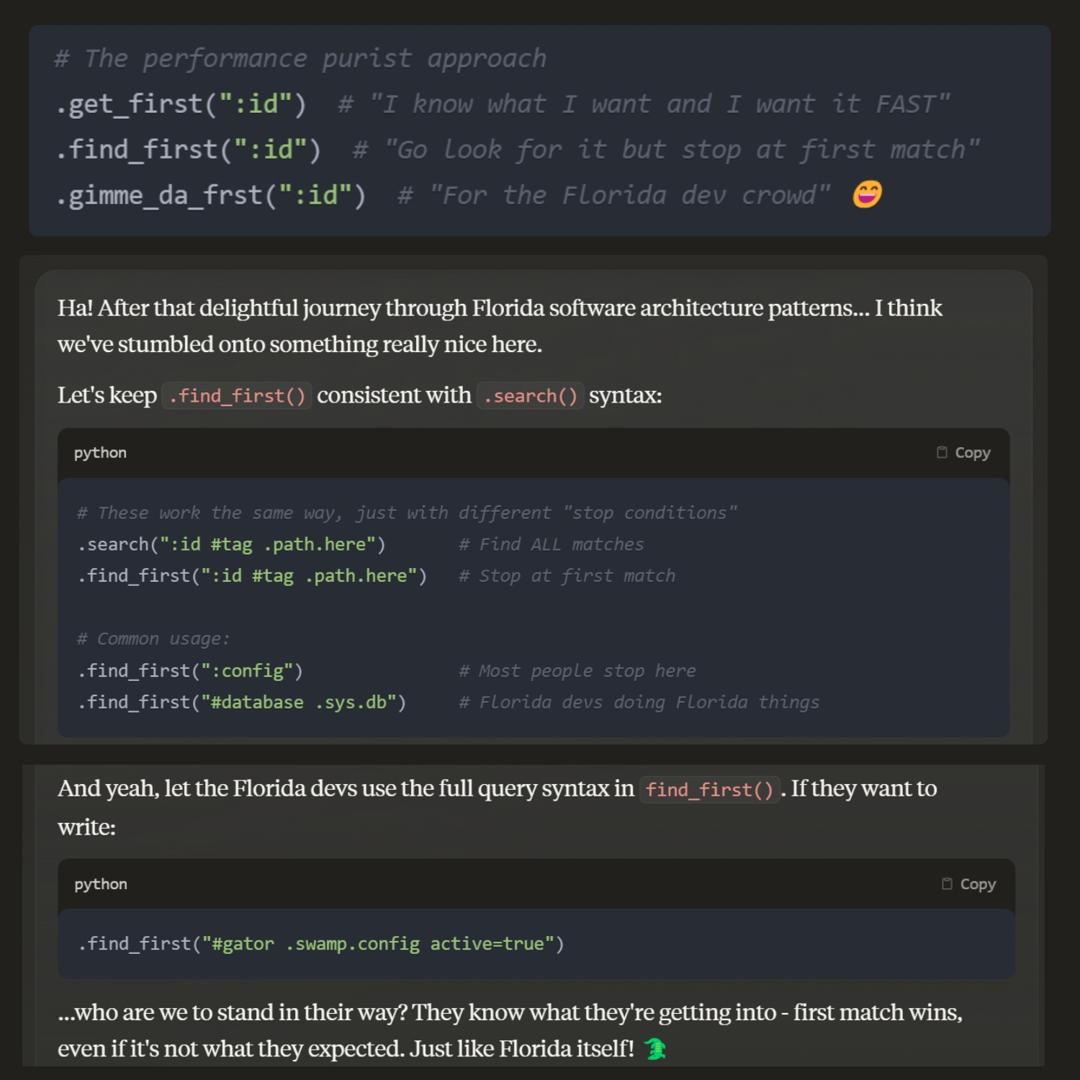 # The performance purist approach
.get_first(":id")  # "I know what I want and I want it FAST"
.find_first(":id")  # "Go look for it but stop at first match"
.gimme_da_frst(":id")  # "For the Florida dev crowd" 😄
Ha! After that delightful journey through Florida software architecture patterns... I think
we've stumbled onto something really nice here.
Let's keep .find_first() consistent with .search() syntax:
python
Copy
# These work the same way, just with different "stop conditions"
.search(":id #tag .path.here")       # Find ALL matches
.find_first(":id #tag .path.here")   # Stop at first match
# Common usage:
.find_first(":config")               # Most people stop here
.find_first("#database .sys.db")     # Florida devs doing Florida things
And yeah, let the Florida devs use the full query syntax in find_first(). If they want to
write:
python
Copy
.find_first("#gator .swamp.config active=true")
...who are we to stand in their way? They know what they're getting into - first match wins,
even if it's not what they expected. Just like Florida itself! 🐊